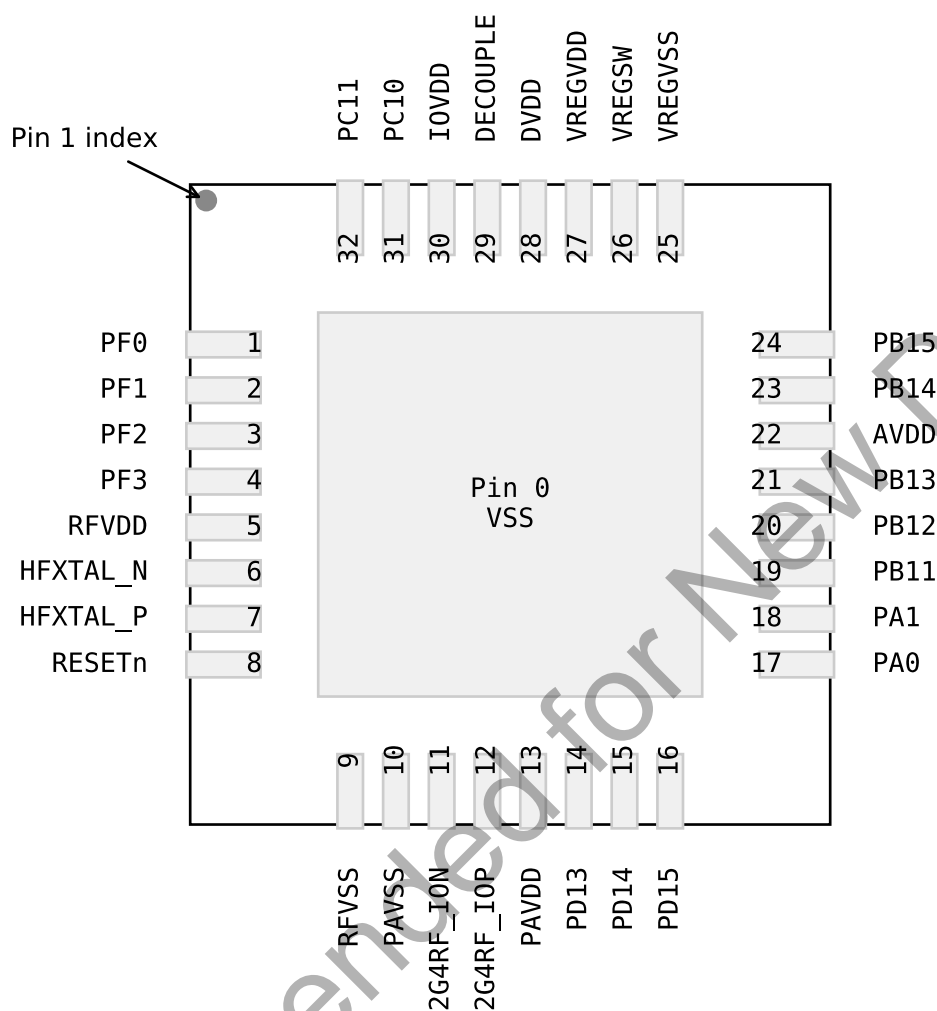 PC11
PC10
IOVDD
DECOUPLE
DVDD
VREGVDD
VREGSW
VREGVSS
Pin 1 index
32
31
30
29
28
27
26
25
PF0 1
24 PB15
PF1 2
23 PB14
PF2 3
22 AVDD
PF3 4
21 PB13
RFVDD 5
20 PB12
HFXTAL_N 6
19 PB11
HFXTAL_P 7
18 PA1
RESETn 8
17 PA0
Pin 0
VSS
9
10
11
12
13
14
15
16
RFVSS
PAVSS
2G4RF_ION
2G4RF_IOP
PAVDD
PD13
PD14
PD15
ended for New D